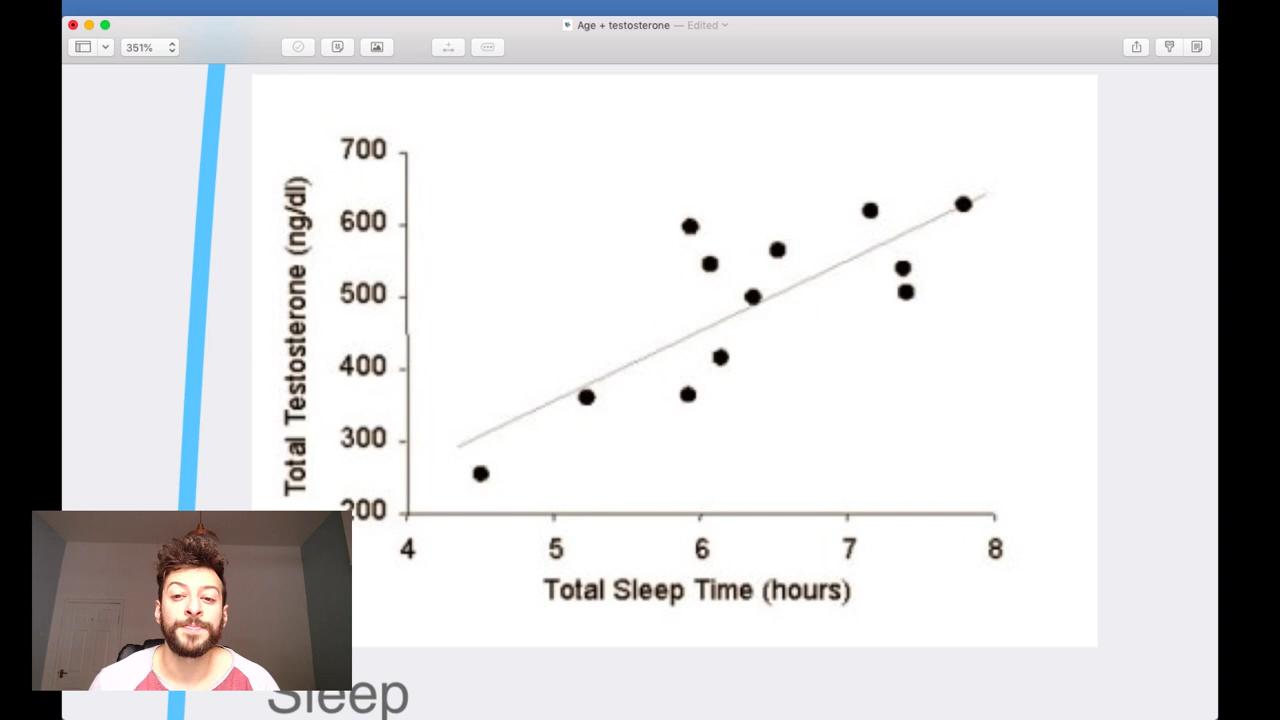 Age + testosterone — Edited
351%
Total Testosterone (ng/dl)
700
600
500
400
300
200
4 5 6 7 8
Total Sleep Time (hours)
Sleep